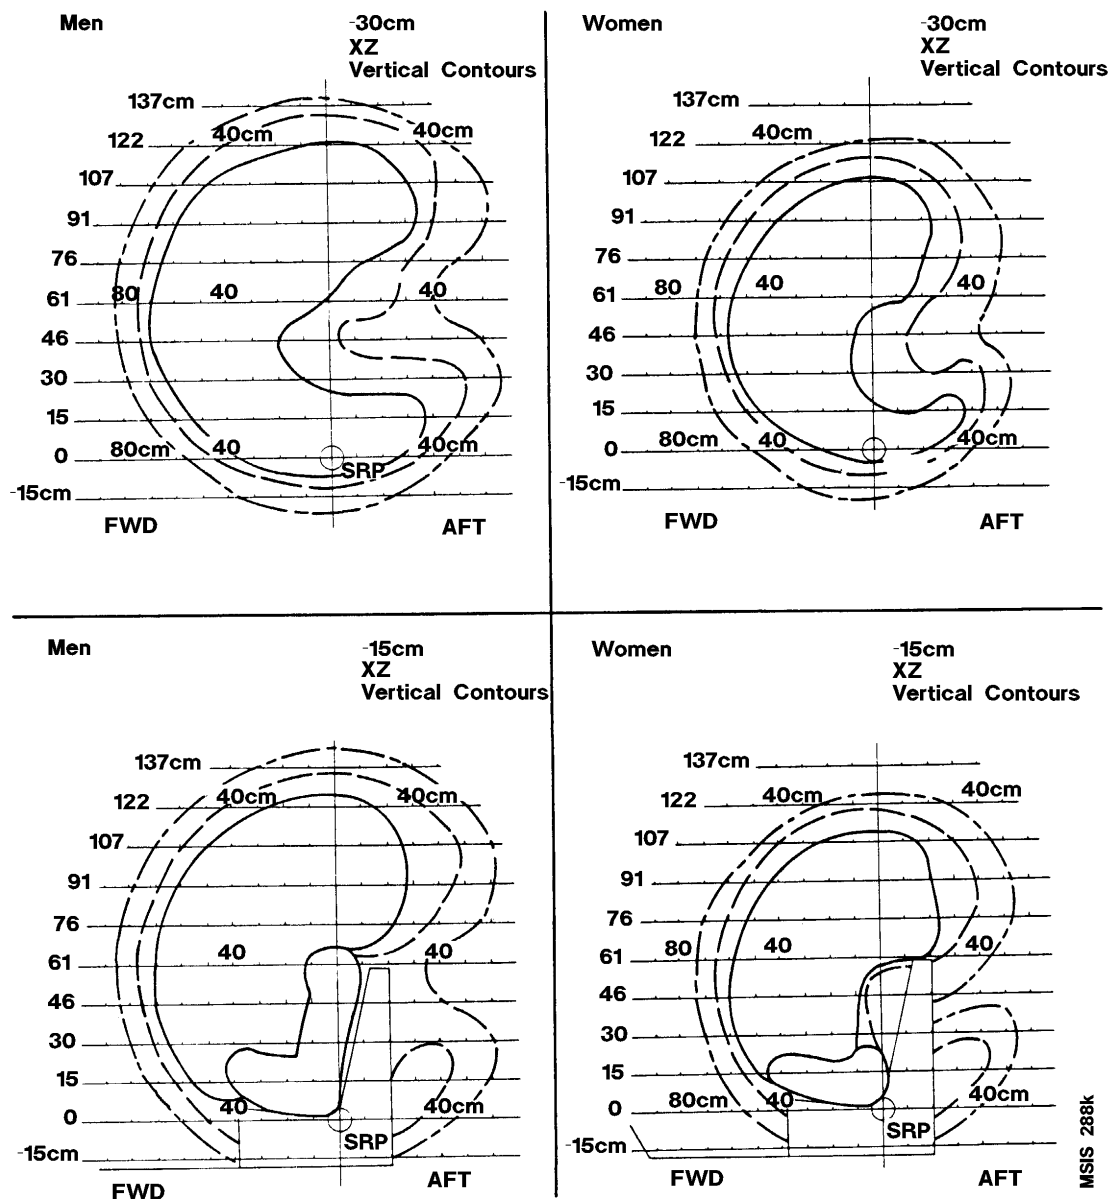 Men
-30cm
XZ
Vertical Contours
137cm
122 40cm 40cm
107
91
76
80 40 40
61
46
30
15
80cm 40 40cm
0
SRP
-15cm
FWD AFT
Women
-30cm
XZ
Vertical Contours
137cm
122 40cm
107
91
76
80 40 40
61
46
30
15
80cm 40 40cm
0
-15cm
FWD AFT
Men
-15cm
XZ
Vertical Contours
137cm
122 40cm 40cm
107
91
76
40 40
61
46
30
15
40 40cm
0
SRP
-15cm
FWD AFT
Women
-15cm
XZ
Vertical Contours
137cm
122 40cm 40cm
107
91
76
80 40 40
61
46
30
15
80cm 40 40cm
0
SRP
-15cm
FWD AFT
MSIS 288k